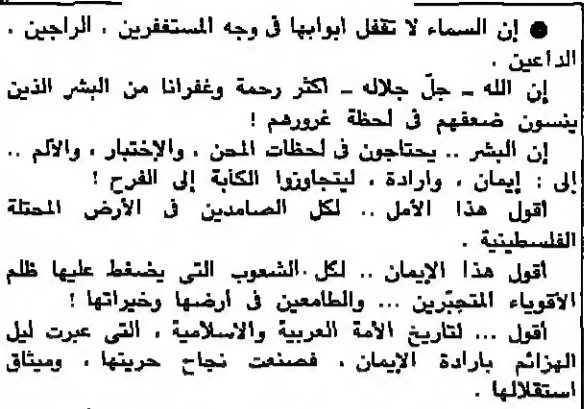 ● إن السماء لا تقفل ابوابها فى وجه المستغفرين ، الراجين ،
الداعين .
إن الله ـ جلّ جلاله ـ اكثر رحمة وغفرانا من البشر الذين
ينسون ضعفهم فى لحظة غرورهم !
إن البشر .. يحتاجون فى لحظات المحن ، والإختبار ، والألم ..
إلى : إيمان ، وارادة ، ليتجاوزوا الكآبة إلى الفرح !
أقول هذا الأمل .. لكل الصامدين فى الأرض المحتلة
الفلسطينية .
أقول هذا الإيمان .. لكل الشعوب التى يضغط عليها ظلم
الأقوياء المتجبّرين ... والطامعين فى أرضها وخيراتها !
أقول ... لتاريخ الأمة العربية والاسلامية ، التى عبرت ليل
الهزائم بارادة الإيمان ، فصنعت نجاح حريتها ، وميثاق
استقلالها .